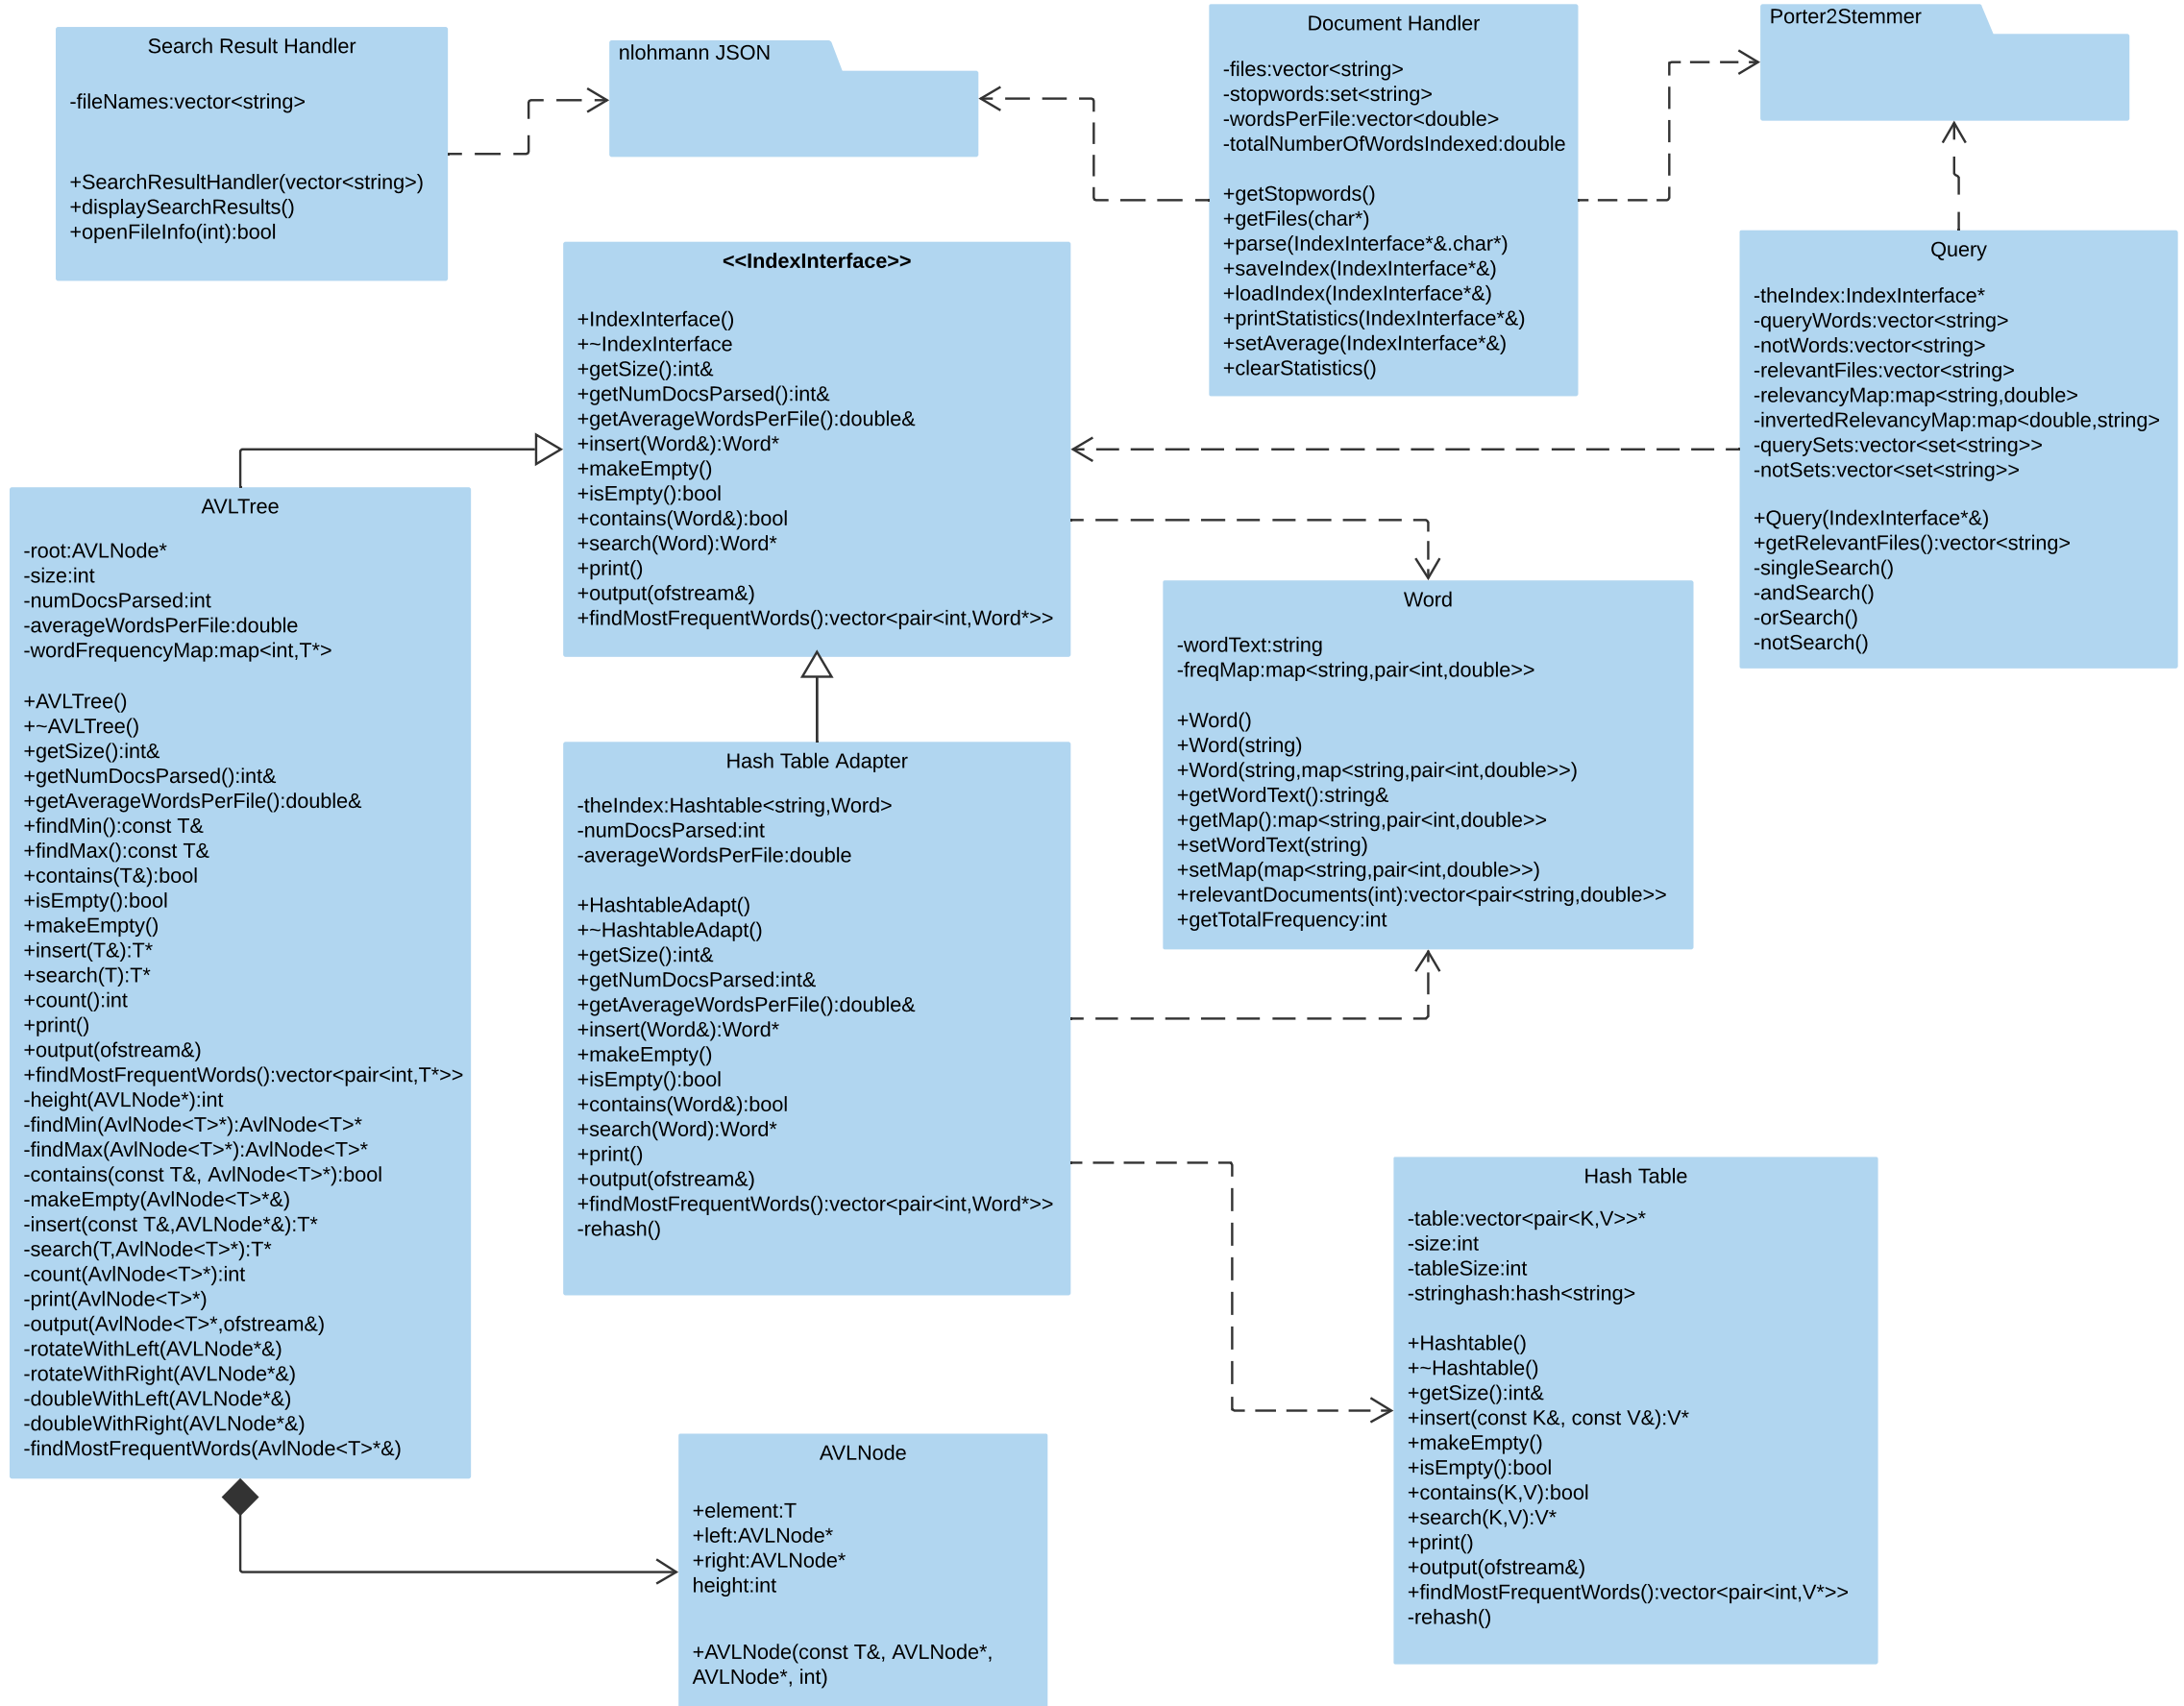 Search Result Handler
-fileNames:vector<string>
+SearchResultHandler(vector<string>)
+displaySearchResults()
+openFileInfo(int):bool
nlohmann JSON
Document Handler
-files:vector<string>
-stopwords:set<string>
-wordsPerFile:vector<double>
-totalNumberOfWordsIndexed:double
+getStopwords()
+getFiles(char*)
+parse(IndexInterface*&.char*)
+saveIndex(IndexInterface*&)
+loadIndex(IndexInterface*&)
+printStatistics(IndexInterface*&)
+setAverage(IndexInterface*&)
+clearStatistics()
Porter2Stemmer
<<IndexInterface>>
+IndexInterface()
+~IndexInterface
+getSize():int&
+getNumDocsParsed():int&
+getAverageWordsPerFile():double&
+insert(Word&):Word*
+makeEmpty()
+isEmpty():bool
+contains(Word&):bool
+search(Word):Word*
+print()
+output(ofstream&)
+findMostFrequentWords():vector<pair<int,Word*>>
Query
-theIndex:IndexInterface*
-queryWords:vector<string>
-notWords:vector<string>
-relevantFiles:vector<string>
-relevancyMap:map<string,double>
-invertedRelevancyMap:map<double,string>
-querySets:vector<set<string>>
-notSets:vector<set<string>>
+Query(IndexInterface*&)
+getRelevantFiles():vector<string>
-singleSearch()
-andSearch()
-orSearch()
-notSearch()
AVLTree
-root:AVLNode*
-size:int
-numDocsParsed:int
-averageWordsPerFile:double
-wordFrequencyMap:map<int,T*>
+AVLTree()
+~AVLTree()
+getSize():int&
+getNumDocsParsed():int&
+getAverageWordsPerFile():double&
+findMin():const T&
+findMax():const T&
+contains(T&):bool
+isEmpty():bool
+makeEmpty()
+insert(T&):T*
+search(T):T*
+count():int
+print()
+output(ofstream&)
+findMostFrequentWords():vector<pair<int,T*>>
-height(AVLNode*):int
-findMin(AvlNode<T>*):AvlNode<T>*
-findMax(AvlNode<T>*):AvlNode<T>*
-contains(const T&, AvlNode<T>*):bool
-makeEmpty(AvlNode<T>*&)
-insert(const T&,AVLNode*&):T*
-search(T,AvlNode<T>*):T*
-count(AvlNode<T>*):int
-print(AvlNode<T>*)
-output(AvlNode<T>*,ofstream&)
-rotateWithLeft(AVLNode*&)
-rotateWithRight(AVLNode*&)
-doubleWithLeft(AVLNode*&)
-doubleWithRight(AVLNode*&)
-findMostFrequentWords(AvlNode<T>*&)
Word
-wordText:string
-freqMap:map<string,pair<int,double>>
+Word()
+Word(string)
+Word(string,map<string,pair<int,double>>)
+getWordText():string&
+getMap():map<string,pair<int,double>>
+setWordText(string)
+setMap(map<string,pair<int,double>>)
+relevantDocuments(int):vector<pair<string,double>>
+getTotalFrequency:int
Hash Table Adapter
-theIndex:Hashtable<string,Word>
-numDocsParsed:int
-averageWordsPerFile:double
+HashtableAdapt()
+~HashtableAdapt()
+getSize():int&
+getNumDocsParsed:int&
+getAverageWordsPerFile():double&
+insert(Word&):Word*
+makeEmpty()
+isEmpty():bool
+contains(Word&):bool
+search(Word):Word*
+print()
+output(ofstream&)
+findMostFrequentWords():vector<pair<int,Word*>>
-rehash()
Hash Table
-table:vector<pair<K,V>>*
-size:int
-tableSize:int
-stringhash:hash<string>
+Hashtable()
+~Hashtable()
+getSize():int&
+insert(const K&, const V&):V*
+makeEmpty()
+isEmpty():bool
+contains(K,V):bool
+search(K,V):V*
+print()
+output(ofstream&)
+findMostFrequentWords():vector<pair<int,V*>>
-rehash()
AVLNode
+element:T
+left:AVLNode*
+right:AVLNode*
height:int
+AVLNode(const T&, AVLNode*,
AVLNode*, int)